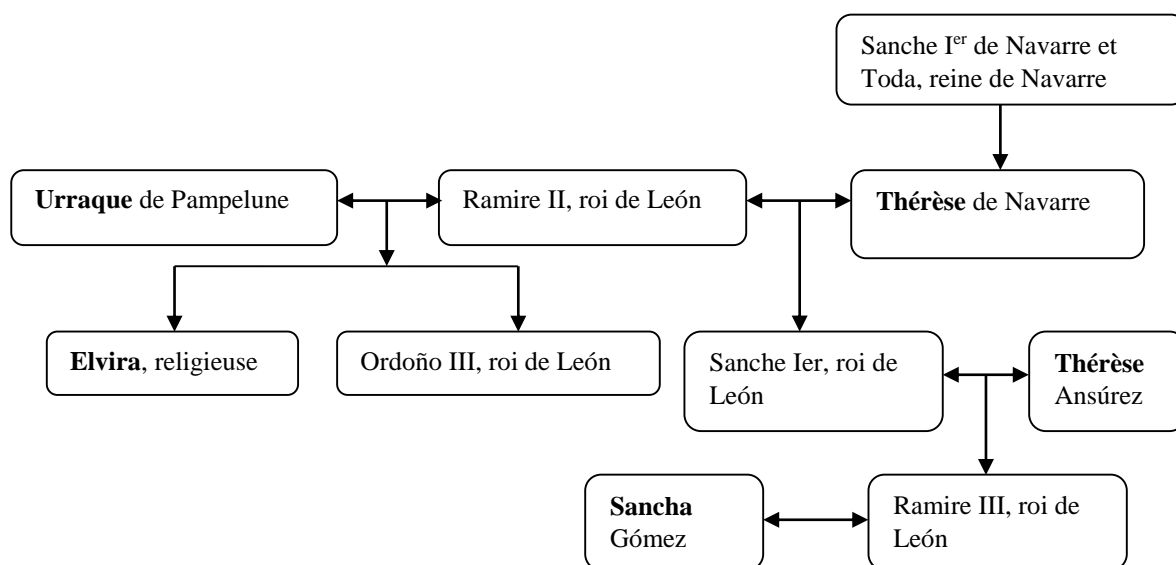 Sanche Iᵉʳ de Navarre et
Toda, reine de Navarre
Urraque de Pampelune
Ramire II, roi de León
Thérèse de Navarre
Elvira, religieuse
Ordoño III, roi de León
Sanche Ier, roi de
León
Thérèse
Ansúrez
Sancha
Gómez
Ramire III, roi de
León